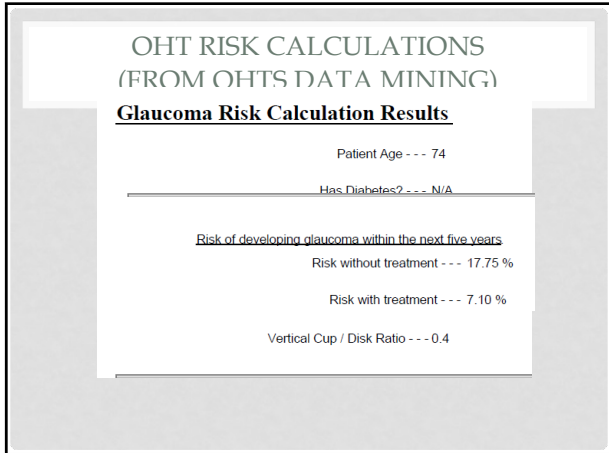 OHT RISK CALCULATIONS
(FROM OHTS DATA MINING)
Glaucoma Risk Calculation Results
Patient Age - - - 74
Has Diabetes? - - - N/A
Risk of developing glaucoma within the next five years
Risk without treatment - - - 17.75 %
Risk with treatment - - - 7.10 %
Vertical Cup / Disk Ratio - - - 0.4